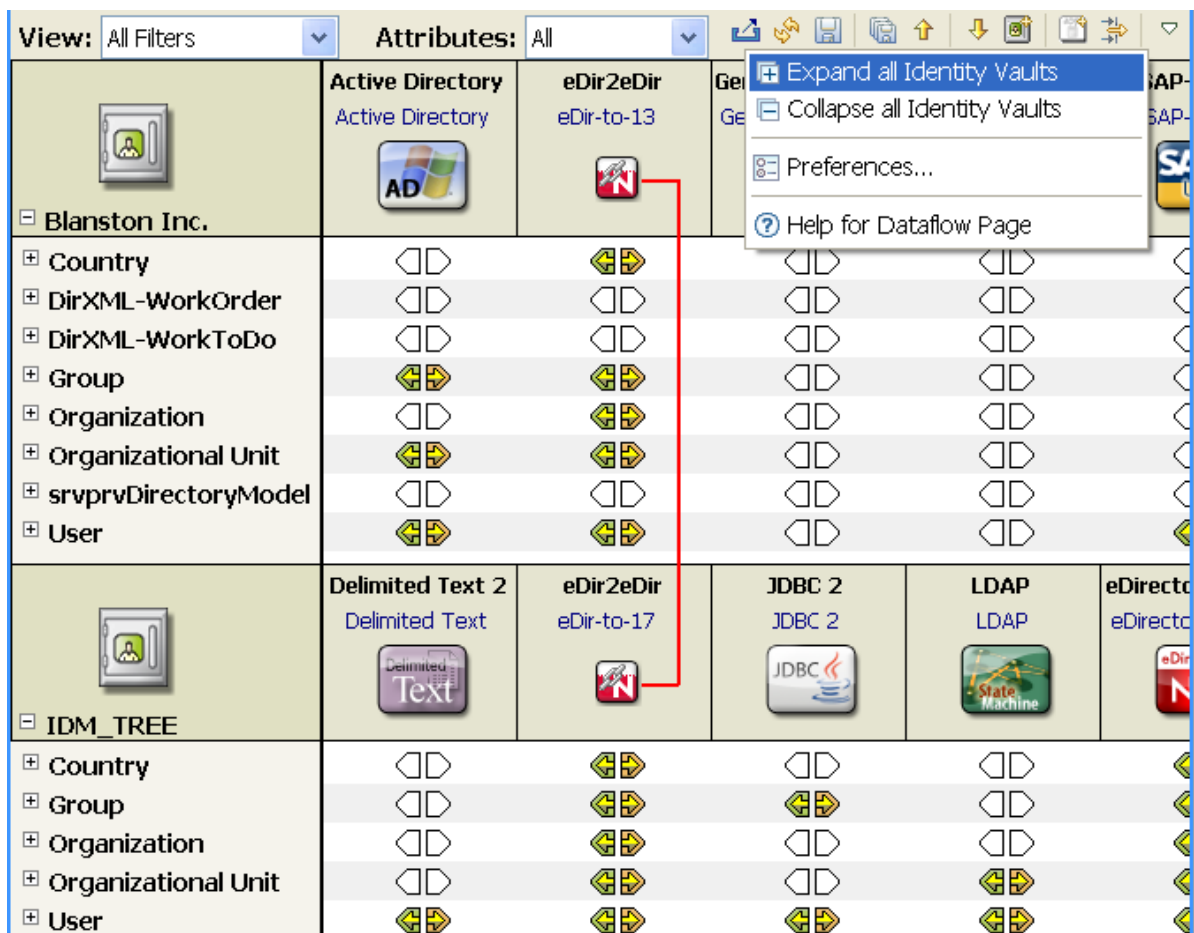 View: All Filters Attributes: All
Expand all Identity Vaults
Collapse all Identity Vaults
Preferences...
Help for Dataflow Page
Active Directory eDir2eDir
Active Directory eDir-to-13
AD
N
Blanston Inc.
Country
DirXML-WorkOrder
DirXML-WorkToDo
Group
Organization
Organizational Unit
srvprvDirectoryModel
User
Delimited Text 2 eDir2eDir JDBC 2 LDAP eDirecto
Delimited Text eDir-to-17 JDBC 2 LDAP eDirecto
Delimited Text N JDBC State Machine eDir N
IDM_TREE
Country
Group
Organization
Organizational Unit
User